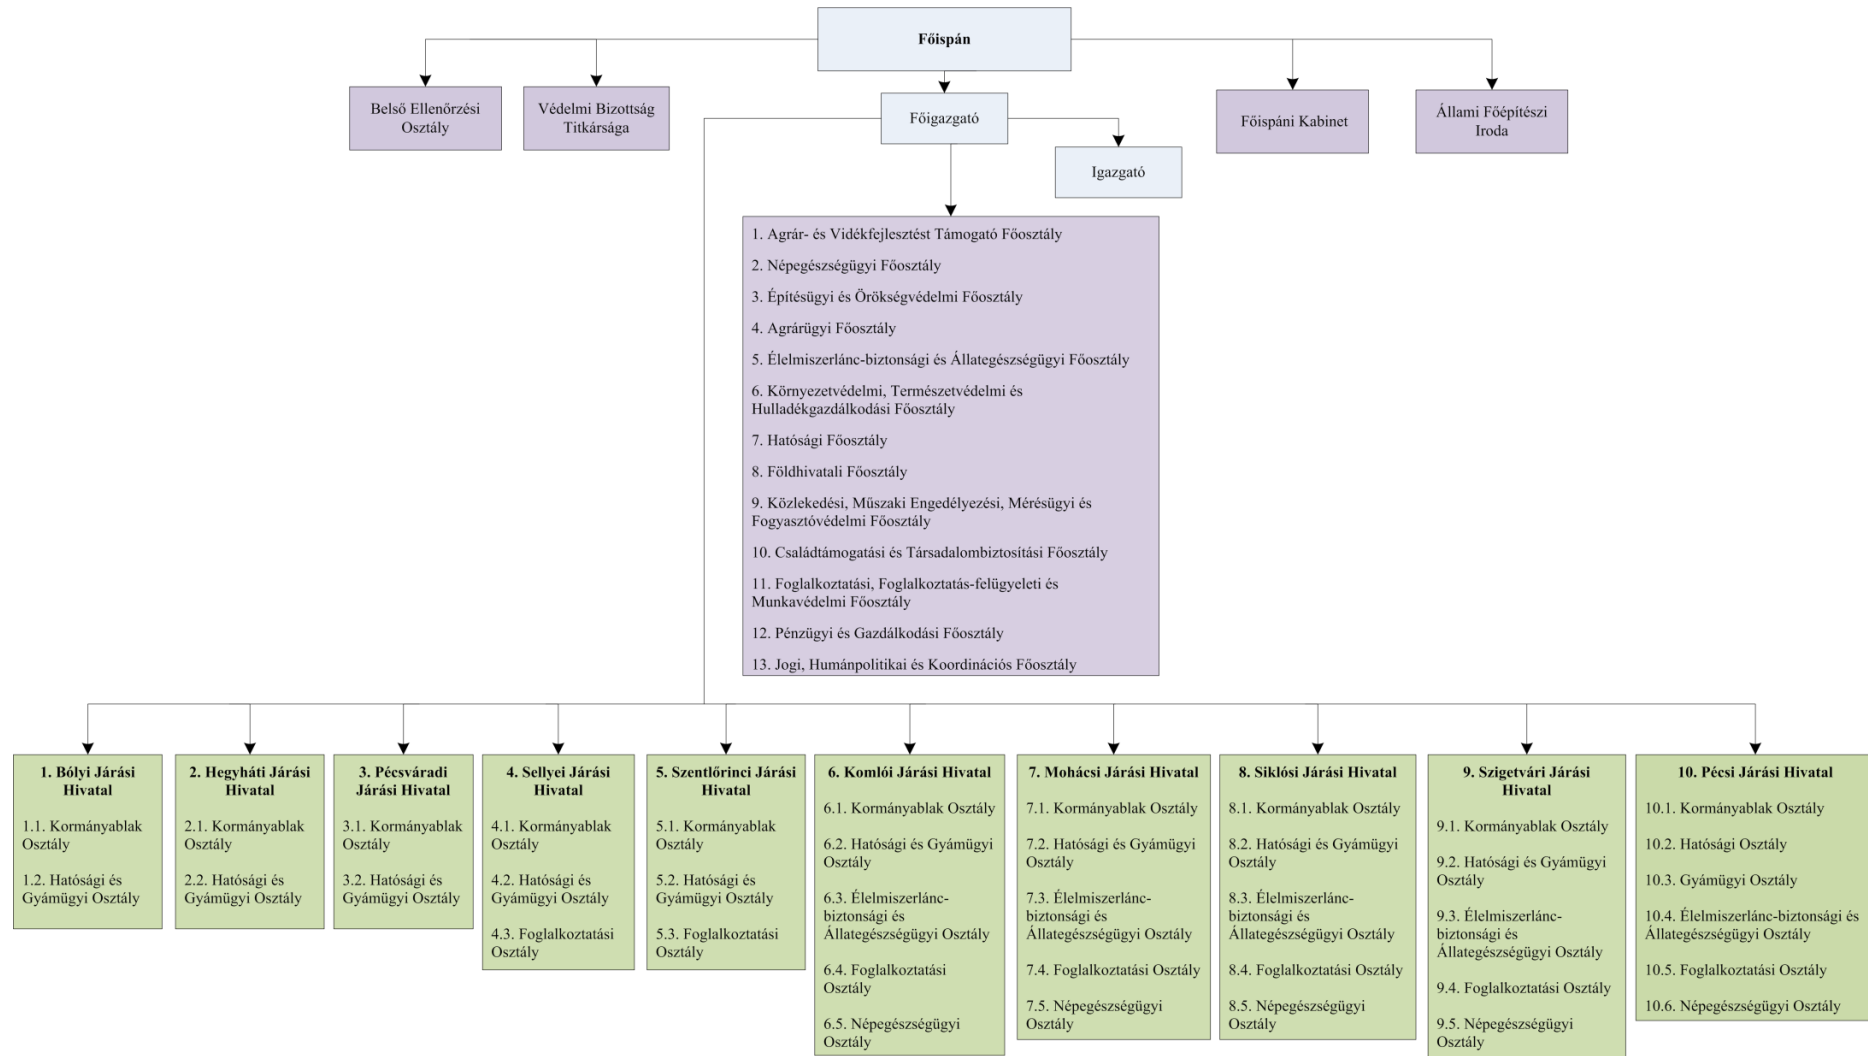 Főispán
Belső Ellenőrzési
Osztály
Védelmi Bizottság
Titkársága
Főigazgató
Igazgató
Főispáni Kabinet
Állami Főépítészi
Iroda
1. Agrár- és Vidékfejlesztést Támogató Főosztály
2. Népegészségügyi Főosztály
3. Építésügyi és Örökségvédelmi Főosztály
4. Agrárügyi Főosztály
5. Élelmiszerlánc-biztonsági és Állategészségügyi Főosztály
6. Környezetvédelmi, Természetvédelmi és
Hulladékgazdálkodási Főosztály
7. Hatósági Főosztály
8. Földhivatali Főosztály
9. Közlekedési, Műszaki Engedélyezési, Mérésügyi és
Fogyasztóvédelmi Főosztály
10. Családtámogatási és Társadalombiztosítási Főosztály
11. Foglalkoztatási, Foglalkoztatás-felügyeleti és
Munkavédelmi Főosztály
12. Pénzügyi és Gazdálkodási Főosztály
13. Jogi, Humánpolitikai és Koordinációs Főosztály
1. Bólyi Járási
Hivatal
1.1. Kormányablak
Osztály
1.2. Hatósági és
Gyámügyi Osztály
2. Hegyháti Járási
Hivatal
2.1. Kormányablak
Osztály
2.2. Hatósági és
Gyámügyi Osztály
3. Pécsváradi
Járási Hivatal
3.1. Kormányablak
Osztály
3.2. Hatósági és
Gyámügyi Osztály
4. Sellyei Járási
Hivatal
4.1. Kormányablak
Osztály
4.2. Hatósági és
Gyámügyi Osztály
4.3. Foglalkoztatási
Osztály
5. Szentlőrinci Járási
Hivatal
5.1. Kormányablak
Osztály
5.2. Hatósági és
Gyámügyi Osztály
5.3. Foglalkoztatási
Osztály
6. Komlói Járási Hivatal
6.1. Kormányablak Osztály
6.2. Hatósági és Gyámügyi
Osztály
6.3. Élelmiszerlánc-
biztonsági és
Állategészségügyi Osztály
6.4. Foglalkoztatási
Osztály
6.5. Népegészségügyi
Osztály
7. Mohácsi Járási Hivatal
7.1. Kormányablak Osztály
7.2. Hatósági és Gyámügyi
Osztály
7.3. Élelmiszerlánc-
biztonsági és
Állategészségügyi Osztály
7.4. Foglalkoztatási Osztály
7.5. Népegészségügyi
Osztály
8. Siklósi Járási Hivatal
8.1. Kormányablak Osztály
8.2. Hatósági és Gyámügyi
Osztály
8.3. Élelmiszerlánc-
biztonsági és
Állategészségügyi Osztály
8.4. Foglalkoztatási Osztály
8.5. Népegészségügyi
Osztály
9. Szigetvári Járási
Hivatal
9.1. Kormányablak Osztály
9.2. Hatósági és Gyámügyi
Osztály
9.3. Élelmiszerlánc-
biztonsági és
Állategészségügyi Osztály
9.4. Foglalkoztatási Osztály
9.5. Népegészségügyi
Osztály
10. Pécsi Járási Hivatal
10.1. Kormányablak Osztály
10.2. Hatósági Osztály
10.3. Gyámügyi Osztály
10.4. Élelmiszerlánc-biztonsági és
Állategészségügyi Osztály
10.5. Foglalkoztatási Osztály
10.6. Népegészségügyi Osztály